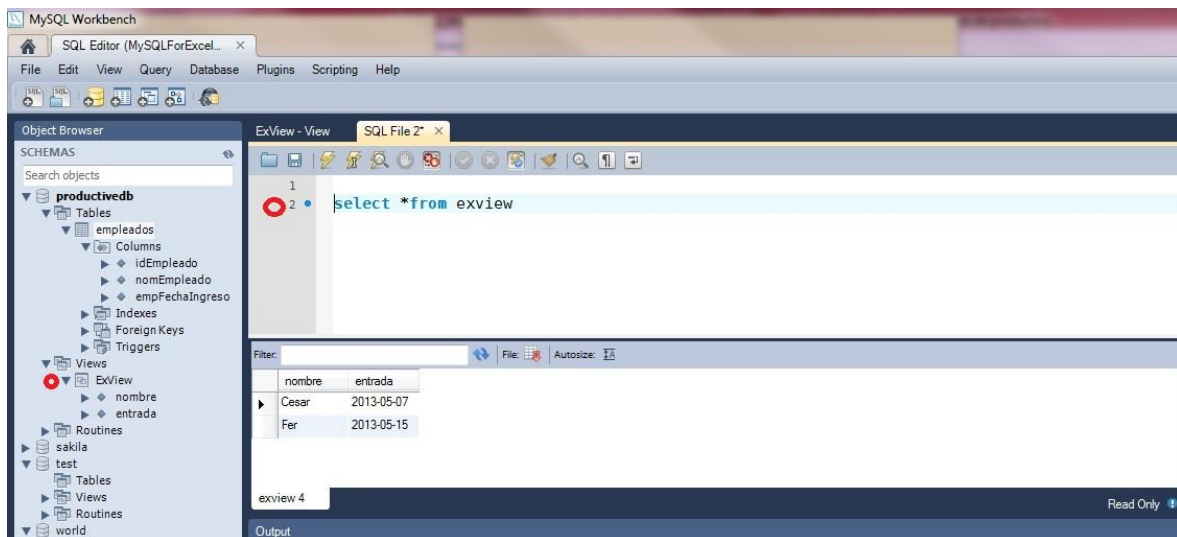 MySQL Workbench
SQL Editor (MySQLForExcel...
File Edit View Query Database Plugins Scripting Help
Object Browser
SCHEMAS
Search objects
productivedb
Tables
empleados
Columns
idEmpleado
nomEmpleado
empFechaIngreso
Indexes
Foreign Keys
Triggers
Views
ExView
nombre
entrada
Routines
sakila
test
Tables
Views
Routines
world
ExView - View SQL File 2*
1
2 select *from exview
Filter: File: Autosize:
nombre entrada
Cesar 2013-05-07
Fer 2013-05-15
exview 4
Read Only
Output